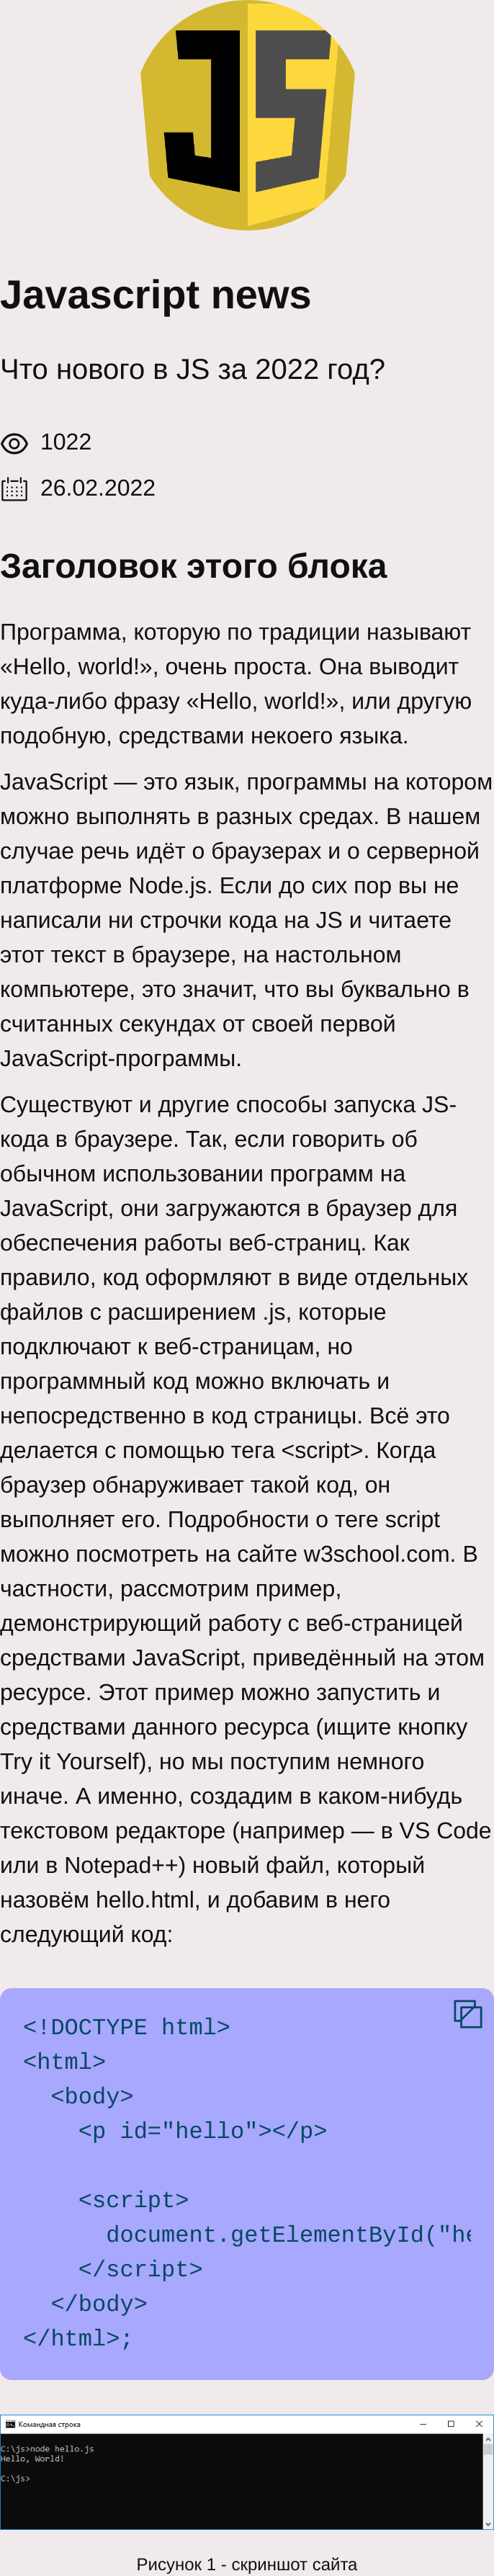 JS
Javascript news
Что нового в JS за 2022 год?
1022
26.02.2022
Заголовок этого блока
Программа, которую по традиции называют
«Hello, world!», очень проста. Она выводит
куда-либо фразу «Hello, world!», или другую
подобную, средствами некоего языка.
JavaScript — это язык, программы на котором
можно выполнять в разных средах. В нашем
случае речь идёт о браузерах и о серверной
платформе Node.js. Если до сих пор вы не
написали ни строчки кода на JS и читаете
этот текст в браузере, на настольном
компьютере, это значит, что вы буквально в
считанных секундах от своей первой
JavaScript-программы.
Существуют и другие способы запуска JS-
кода в браузере. Так, если говорить об
обычном использовании программ на
JavaScript, они загружаются в браузер для
обеспечения работы веб-страниц. Как
правило, код оформляют в виде отдельных
файлов с расширением .js, которые
подключают к веб-страницам, но
программный код можно включать и
непосредственно в код страницы. Всё это
делается с помощью тега <script>. Когда
браузер обнаруживает такой код, он
выполняет его. Подробности о теге script
можно посмотреть на сайте w3school.com. В
частности, рассмотрим пример,
демонстрирующий работу с веб-страницей
средствами JavaScript, приведённый на этом
ресурсе. Этот пример можно запустить и
средствами данного ресурса (ищите кнопку
Try it Yourself), но мы поступим немного
иначе. А именно, создадим в каком-нибудь
текстовом редакторе (например — в VS Code
или в Notepad++) новый файл, который
назовём hello.html, и добавим в него
следующий код:
<!DOCTYPE html>
<html>
  <body>
    <p id="hello"></p>
    <script>
      document.getElementById("he
    </script>
  </body>
</html>;
Командная строка
C:\js>node hello.js
Hello, World!
C:\js>
Рисунок 1 - скриншот сайта